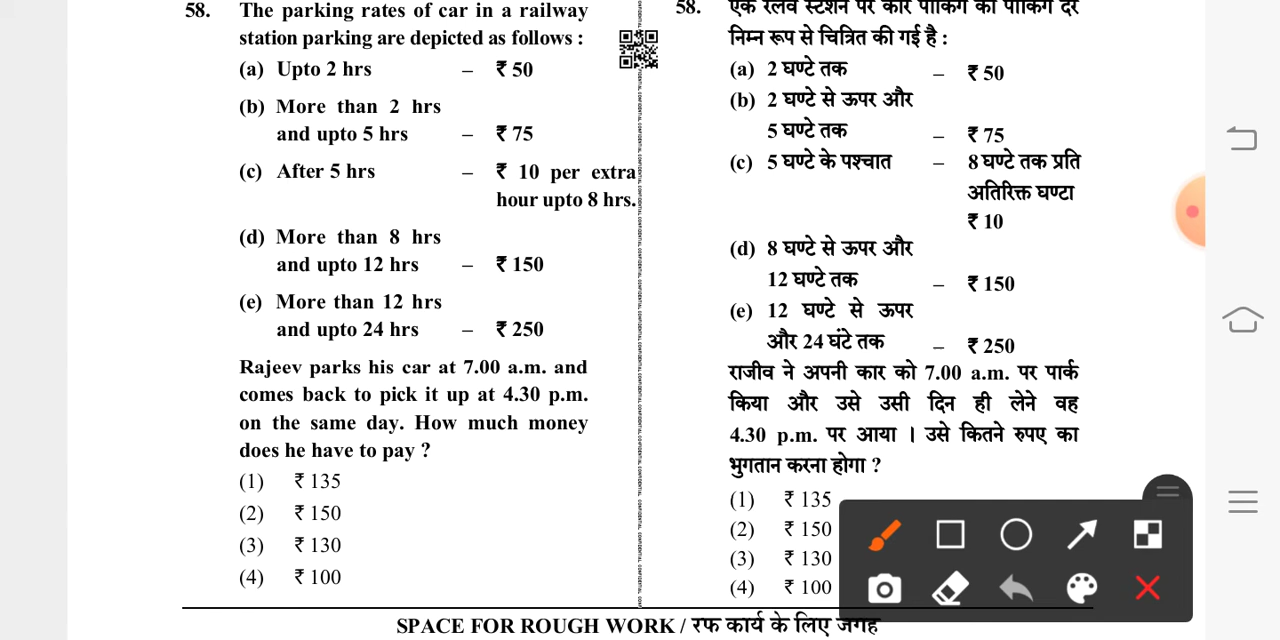 58. The parking rates of car in a railway
station parking are depicted as follows :
(a) Upto 2 hrs – ₹ 50
(b) More than 2 hrs
and upto 5 hrs – ₹ 75
(c) After 5 hrs – ₹ 10 per extra
hour upto 8 hrs.
(d) More than 8 hrs
and upto 12 hrs – ₹ 150
(e) More than 12 hrs
and upto 24 hrs – ₹ 250
Rajeev parks his car at 7.00 a.m. and
comes back to pick it up at 4.30 p.m.
on the same day. How much money
does he have to pay ?
(1) ₹ 135
(2) ₹ 150
(3) ₹ 130
(4) ₹ 100
58. एक रेलवे स्टेशन पर कार पार्किंग की पार्किंग दर
निम्न रूप से चित्रित की गई है :
(a) 2 घण्टे तक – ₹ 50
(b) 2 घण्टे से ऊपर और
5 घण्टे तक – ₹ 75
(c) 5 घण्टे के पश्चात – 8 घण्टे तक प्रति
अतिरिक्त घण्टा
₹ 10
(d) 8 घण्टे से ऊपर और
12 घण्टे तक – ₹ 150
(e) 12 घण्टे से ऊपर
और 24 घंटे तक – ₹ 250
राजीव ने अपनी कार को 7.00 a.m. पर पार्क
किया और उसे उसी दिन ही लेने वह
4.30 p.m. पर आया । उसे कितने रुपए का
भुगतान करना होगा ?
(1) ₹ 135
(2) ₹ 150
(3) ₹ 130
(4) ₹ 100
SPACE FOR ROUGH WORK / रफ कार्य के लिए जगह